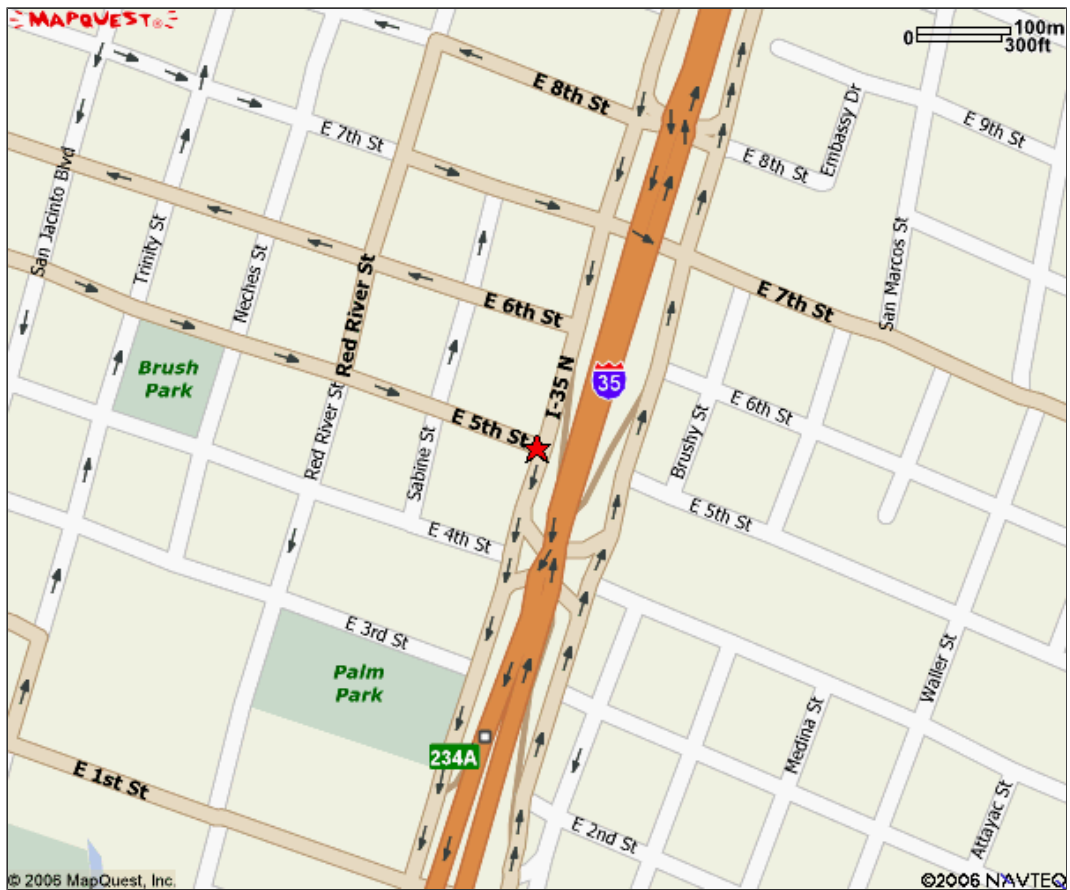 MAPQUEST®
100m
0
300ft
E 8th St
E 9th St
E 7th St
Embassy Dr
E 8th St
San Jacinto Blvd
Trinity St
Neches St
Red River St
San Marcos St
E 6th St
E 7th St
Brush
Park
I-35 N
35
Red River St
E 5th St
E 6th St
Brushy St
Sabine St
E 5th St
E 4th St
E 3rd St
Palm
Park
Waller St
Medina St
234A
E 1st St
E 2nd St
Attayac St
© 2006 MapQuest, Inc.
©2006 NAVTEQ